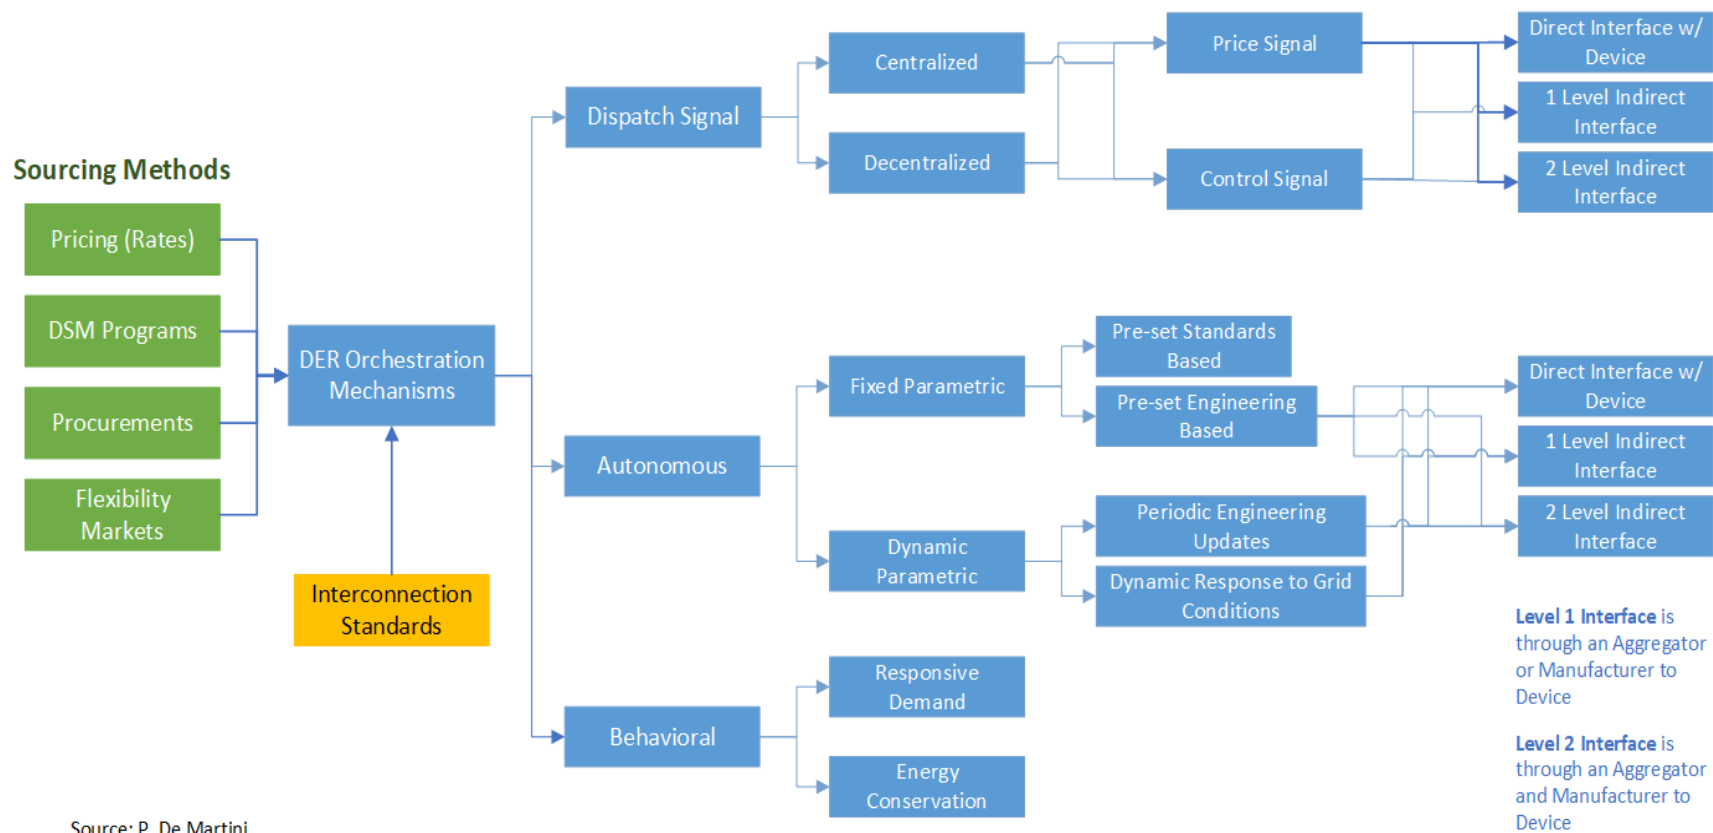 Sourcing Methods
Pricing (Rates)
DSM Programs
Procurements
Flexibility
Markets
DER Orchestration
Mechanisms
Interconnection
Standards
Dispatch Signal
Centralized
Decentralized
Price Signal
Control Signal
Direct Interface w/
Device
1 Level Indirect
Interface
2 Level Indirect
Interface
Autonomous
Fixed Parametric
Pre-set Standards
Based
Pre-set Engineering
Based
Dynamic
Parametric
Periodic Engineering
Updates
Dynamic Response to Grid
Conditions
Direct Interface w/
Device
1 Level Indirect
Interface
2 Level Indirect
Interface
Behavioral
Responsive
Demand
Energy
Conservation
Level 1 Interface is
through an Aggregator
or Manufacturer to
Device
Level 2 Interface is
through an Aggregator
and Manufacturer to
Device
Source: P. De Martini